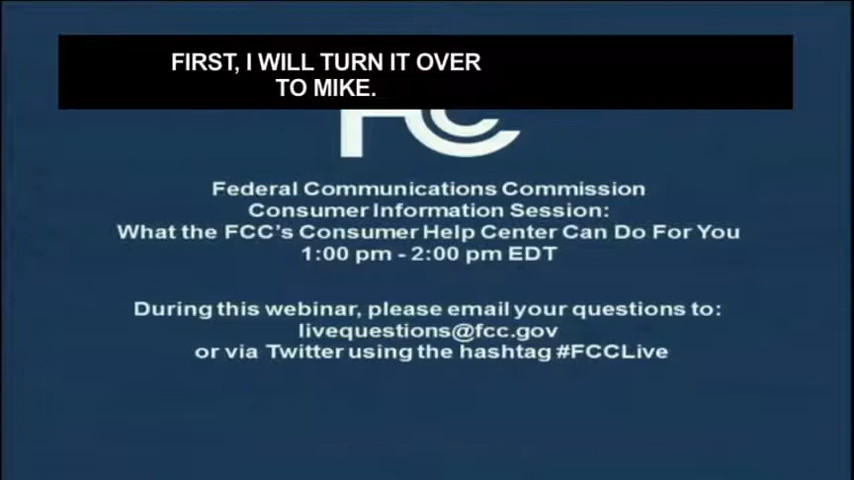 FIRST, I WILL TURN IT OVER
TO MIKE.
FCC
Federal Communications Commission
Consumer Information Session:
What the FCC's Consumer Help Center Can Do For You
1:00 pm - 2:00 pm EDT
During this webinar, please email your questions to:
livequestions@fcc.gov
or via Twitter using the hashtag #FCCLive